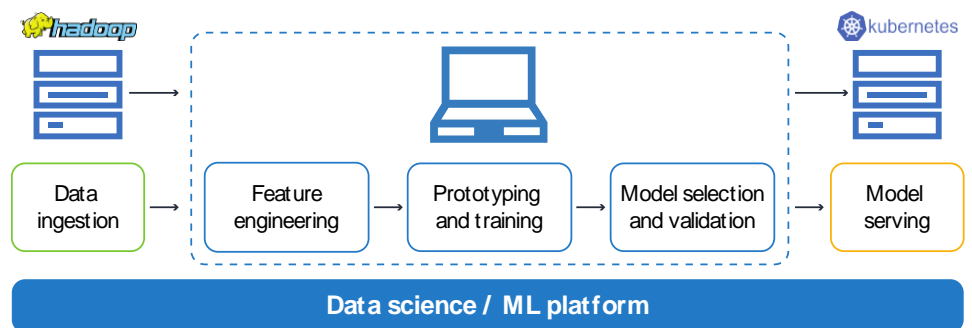 hadoop
kubernetes
Data
ingestion
Feature
engineering
Prototyping
and training
Model selection
and validation
Model
serving
Data science / ML platform